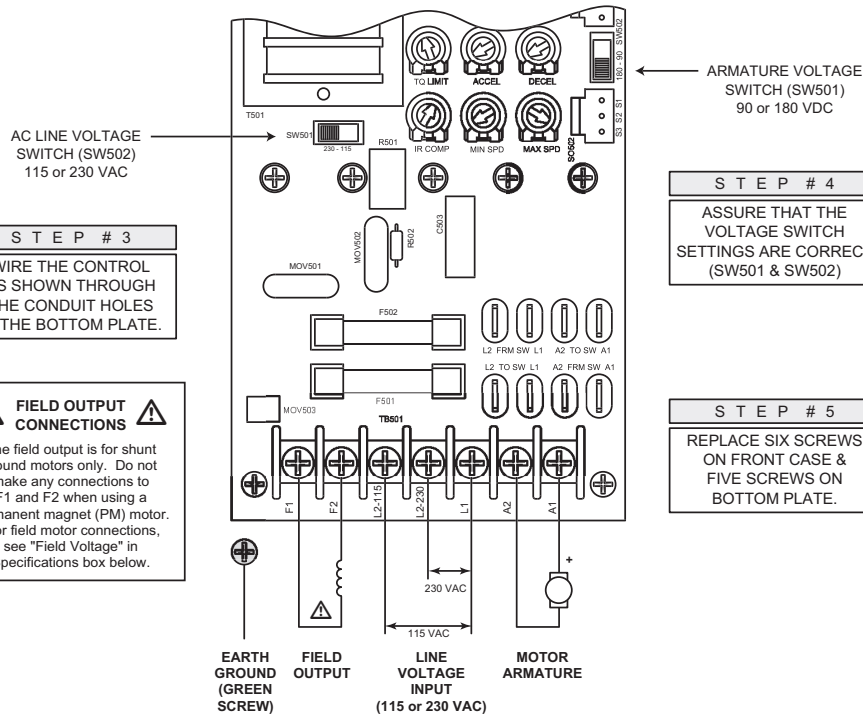 SW502
180 - 90
TQ LIMIT
ACCEL
DECEL
T501
SW501
230 - 115
R501
IR COMP
MIN SPD
MAX SPD
SO502
S3 S2 S1
ARMATURE VOLTAGE
SWITCH (SW501)
90 or 180 VDC
AC LINE VOLTAGE
SWITCH (SW502)
115 or 230 VAC
STEP #3
WIRE THE CONTROL
SHOWN THROUGH
CONDUIT HOLES
THE BOTTOM PLATE.
STEP #4
ASSURE THAT THE
VOLTAGE SWITCH
SETTINGS ARE CORREC
(SW501 & SW502)
MOV502
R502
C503
MOV501
F502
L2 FRM SW L1
A2 TO SW A1
L2 TO SW L1
A2 FRM SW A1
F501
MOV503
TB501
FIELD OUTPUT
CONNECTIONS
field output is for shunt
motors only. Do not
make any connections to
F1 and F2 when using a
magnet (PM) motor.
field motor connections,
see "Field Voltage" in
box below.
STEP #5
REPLACE SIX SCREWS
ON FRONT CASE &
FIVE SCREWS ON
BOTTOM PLATE.
F1
F2
L2-115
L2-230
L1
A2
A1
+
230 VAC
115 VAC
EARTH
GROUND
(GREEN
SCREW)
FIELD
OUTPUT
LINE
VOLTAGE
INPUT
(115 or 230 VAC)
MOTOR
ARMATURE